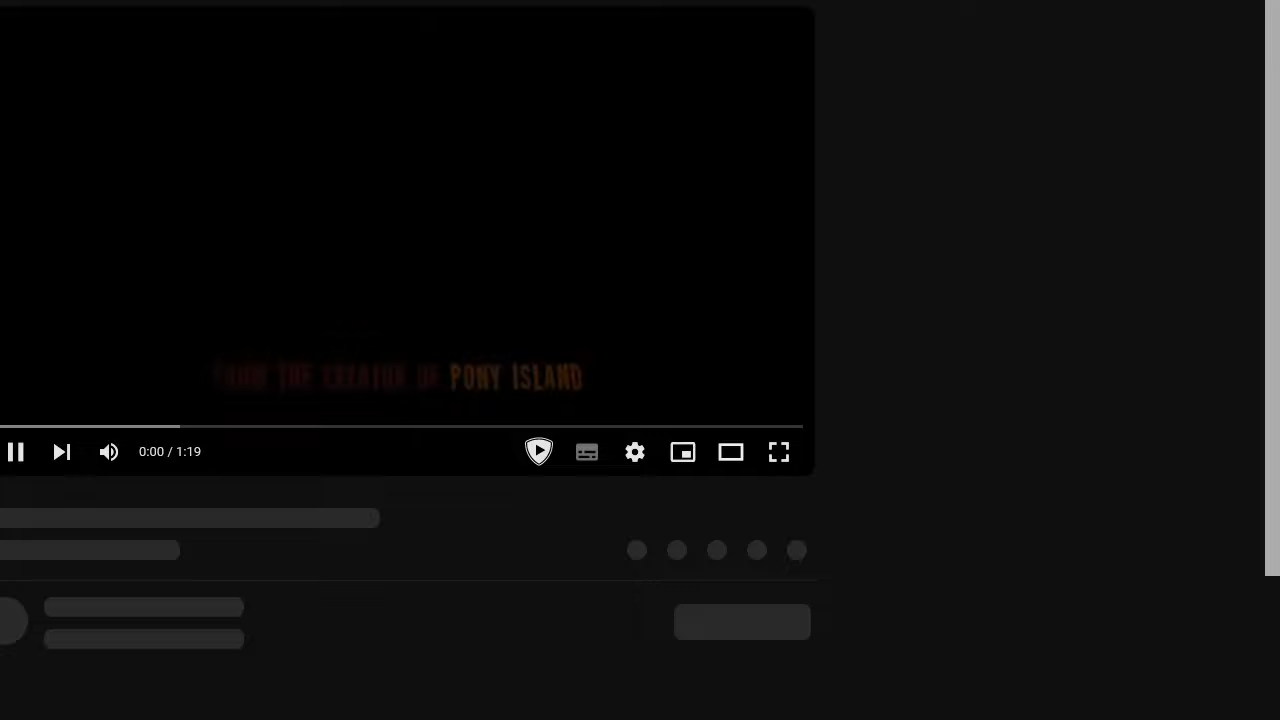 FROM THE CREATOR OF PONY ISLAND
0:00 / 1:19